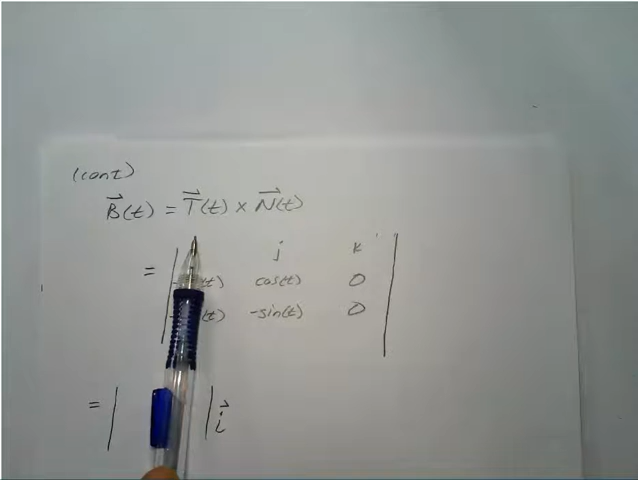 (cont)
B(t) = T(t) × N(t)
= | j k |
cos(t) 0
-sin(t) 0
= | | i